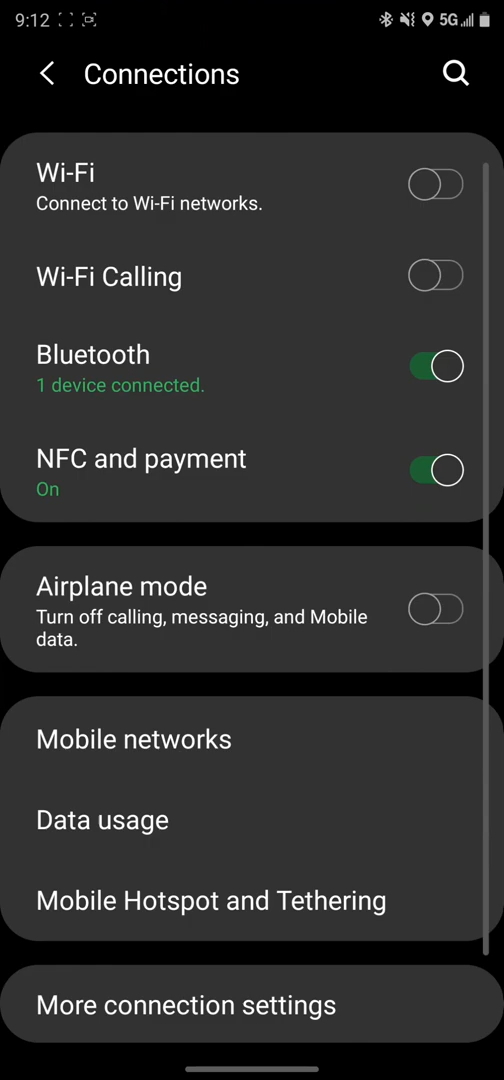 9:12 5G
Connections
Wi-Fi
Connect to Wi-Fi networks.
Wi-Fi Calling
Bluetooth
1 device connected.
NFC and payment
On
Airplane mode
Turn off calling, messaging, and Mobile
data.
Mobile networks
Data usage
Mobile Hotspot and Tethering
More connection settings